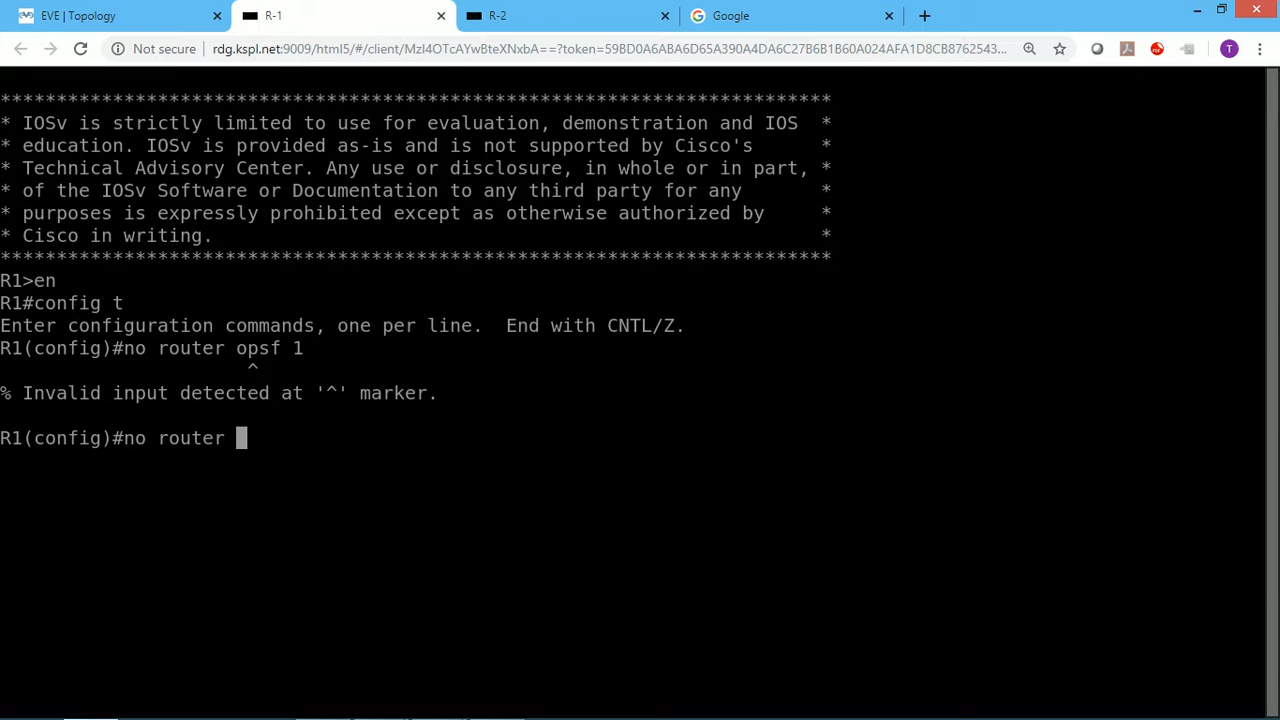 EVE | Topology
R-1
R-2
Google
Not secure
rdg.kspl.net:9009/html5/#/client/MzI4OTcAYwBteXNxbA==?token=59BD0A6ABA6D65A390A4DA6C27B6B1B60A024AFA1D8CB8762543...
T
**************************************************************************
* IOSv is strictly limited to use for evaluation, demonstration and IOS  *
* education. IOSv is provided as-is and is not supported by Cisco's      *
* Technical Advisory Center. Any use or disclosure, in whole or in part, *
* of the IOSv Software or Documentation to any third party for any       *
* purposes is expressly prohibited except as otherwise authorized by     *
* Cisco in writing.                                                      *
**************************************************************************
R1>en
R1#config t
Enter configuration commands, one per line.  End with CNTL/Z.
R1(config)#no router opsf 1
                      ^
% Invalid input detected at '^' marker.
R1(config)#no router